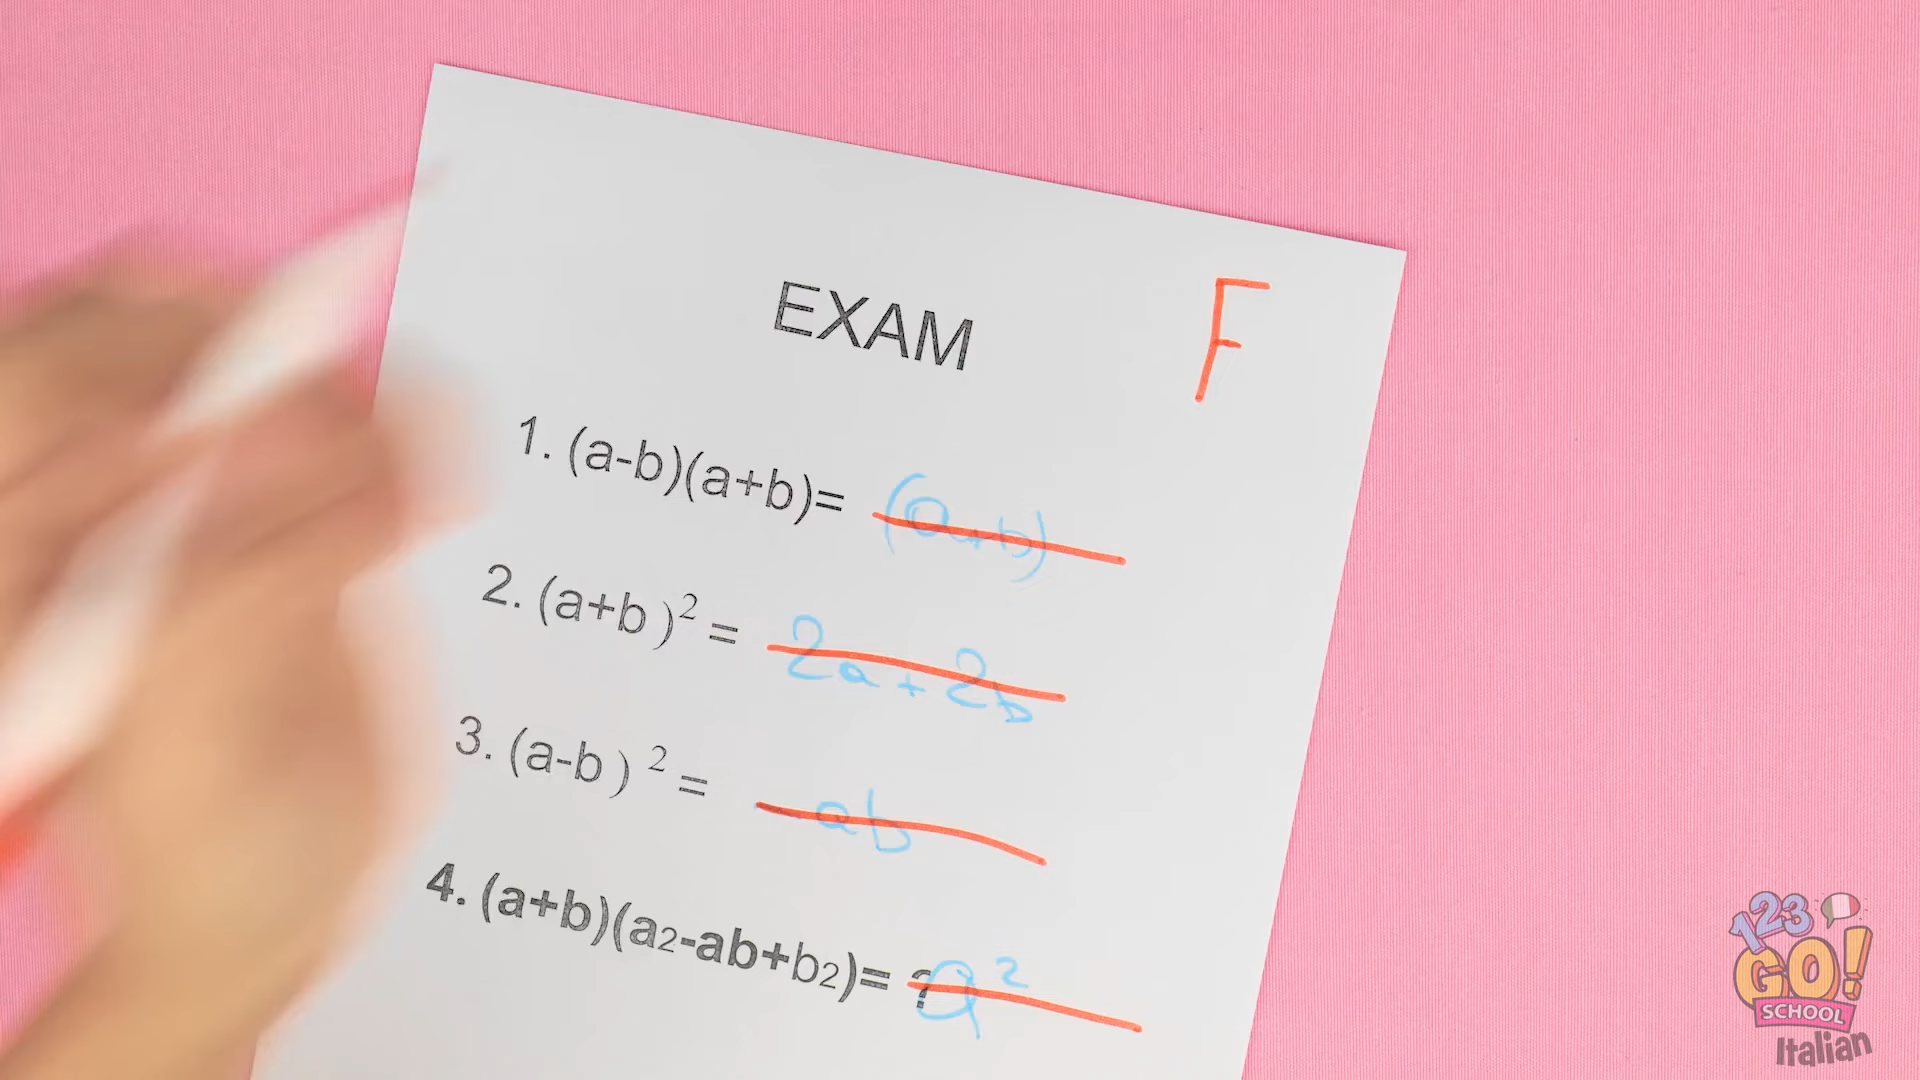 EXAM
F
1. (a-b)(a+b)= (a+b)
2. (a+b)² = 2a+2b
3. (a-b)² = ab
4. (a+b)(a2-ab+b2)= ? a²
123
GO!
SCHOOL
Italian